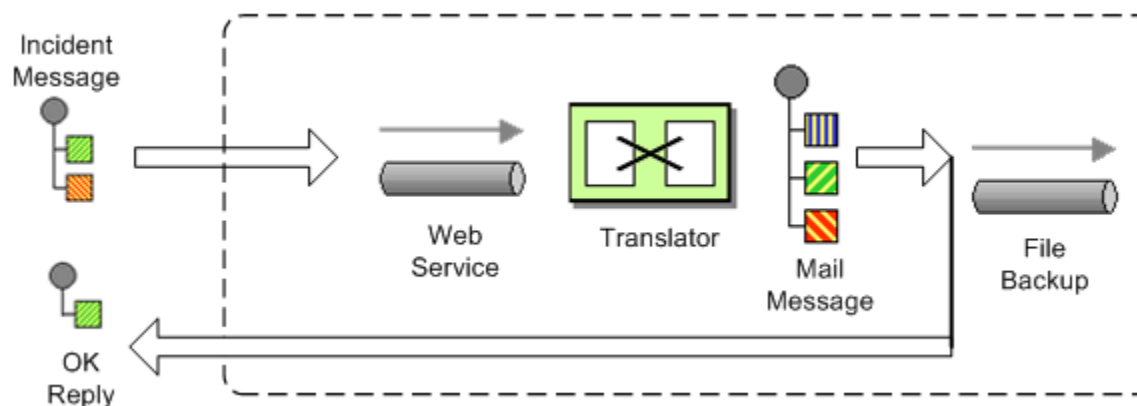 Incident
Message
Web
Service
Translator
Mail
Message
File
Backup
OK
Reply